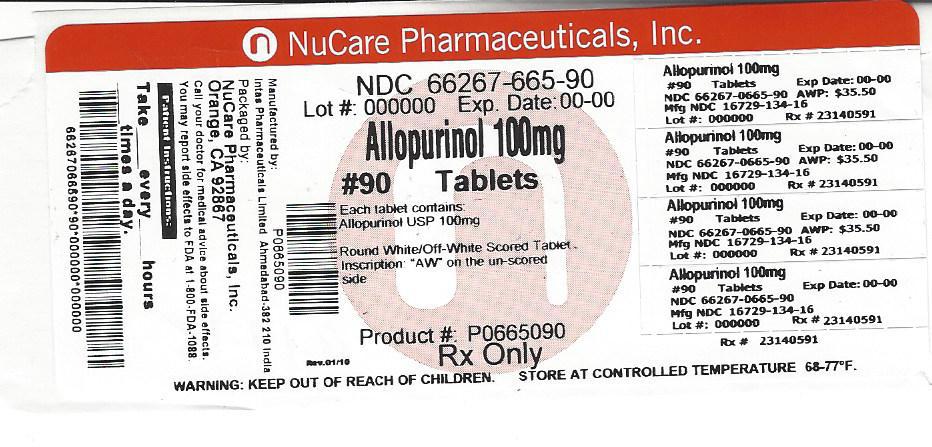 n NuCare Pharmaceuticals, Inc.
NDC 66267-665-90
Lot #: 000000 Exp. Date: 00-00
Allopurinol 100mg
#90 Tablets
Each tablet contains:
Allopurinol USP 100mg
Round White/Off-White Scored Tablet.
Inscription: "AW" on the un-scored
side
Product #: P0665090
Rx Only
Rev.01/10
WARNING: KEEP OUT OF REACH OF CHILDREN. STORE AT CONTROLLED TEMPERATURE 68-77°F.
P0665090
Manufactured by:
Intas Pharmaceuticals Limited Ahmedabad-382 210 India
Packaged by:
NuCare Pharmaceuticals, Inc.
Orange, CA 92867
Call your doctor for medical advice about side effects.
You may report side effects to FDA at 1-800-FDA-1088.
Patient Instructions:
Take ____ every ____ hours
____ times a day.
66267066590*90*000000*000000
Allopurinol 100mg
#90 Tablets Exp Date: 00-00
NDC 66267-0665-90 AWP: $35.50
Mfg NDC 16729-134-16
Lot #: 000000 Rx # 23140591
Allopurinol 100mg
#90 Tablets Exp Date: 00-00
NDC 66267-0665-90 AWP: $35.50
Mfg NDC 16729-134-16
Lot #: 000000 Rx # 23140591
Allopurinol 100mg
#90 Tablets Exp Date: 00-00
NDC 66267-0665-90 AWP: $35.50
Mfg NDC 16729-134-16
Lot #: 000000 Rx # 23140591
Allopurinol 100mg
#90 Tablets Exp Date: 00-00
NDC 66267-0665-90
Mfg NDC 16729-134-16
Lot #: 000000 Rx # 23140591
Rx # 23140591